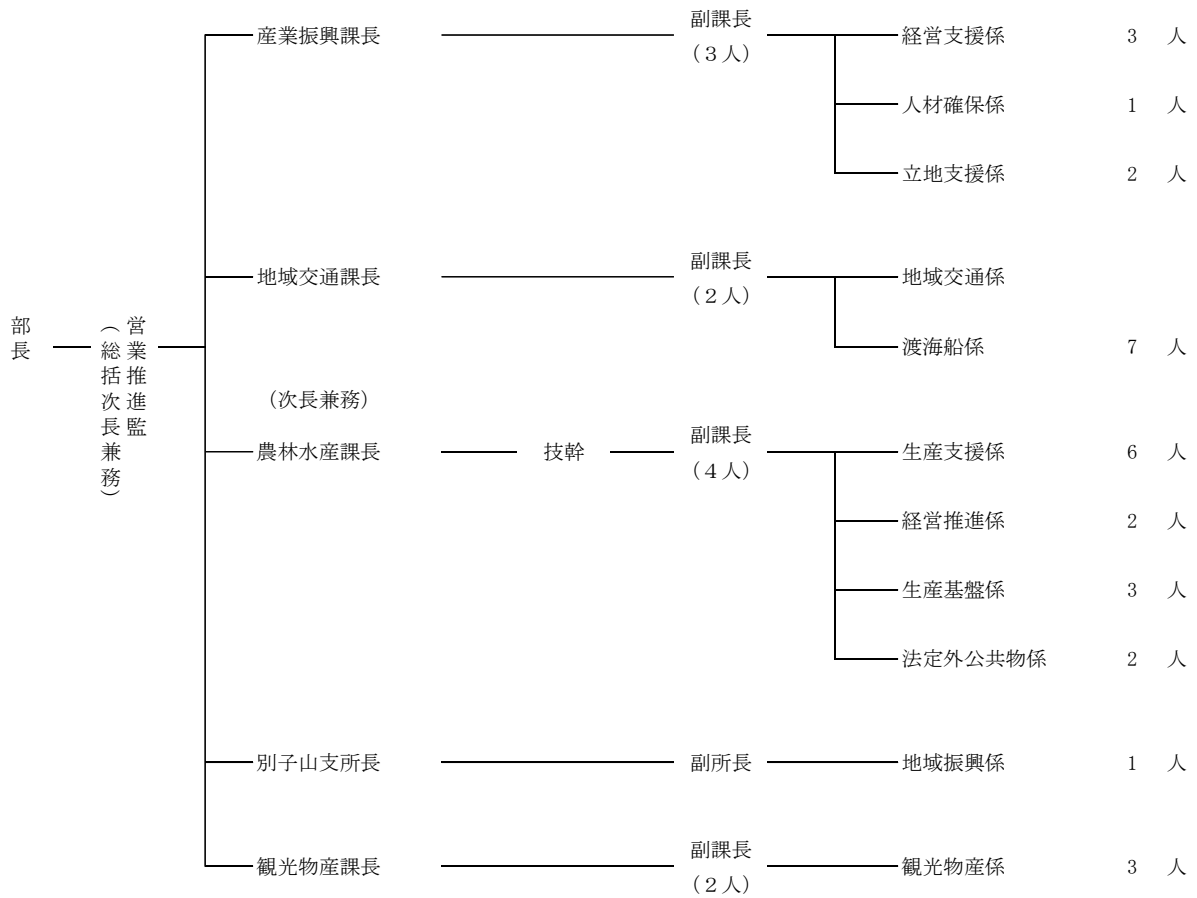 部長
営業推進監
（総括次長兼務）
産業振興課長
副課長
（３人）
経営支援係 3 人
人材確保係 1 人
立地支援係 2 人
地域交通課長
副課長
（２人）
地域交通係
渡海船係 7 人
（次長兼務）
農林水産課長
技幹
副課長
（４人）
生産支援係 6 人
経営推進係 2 人
生産基盤係 3 人
法定外公共物係 2 人
別子山支所長
副所長
地域振興係 1 人
観光物産課長
副課長
（２人）
観光物産係 3 人